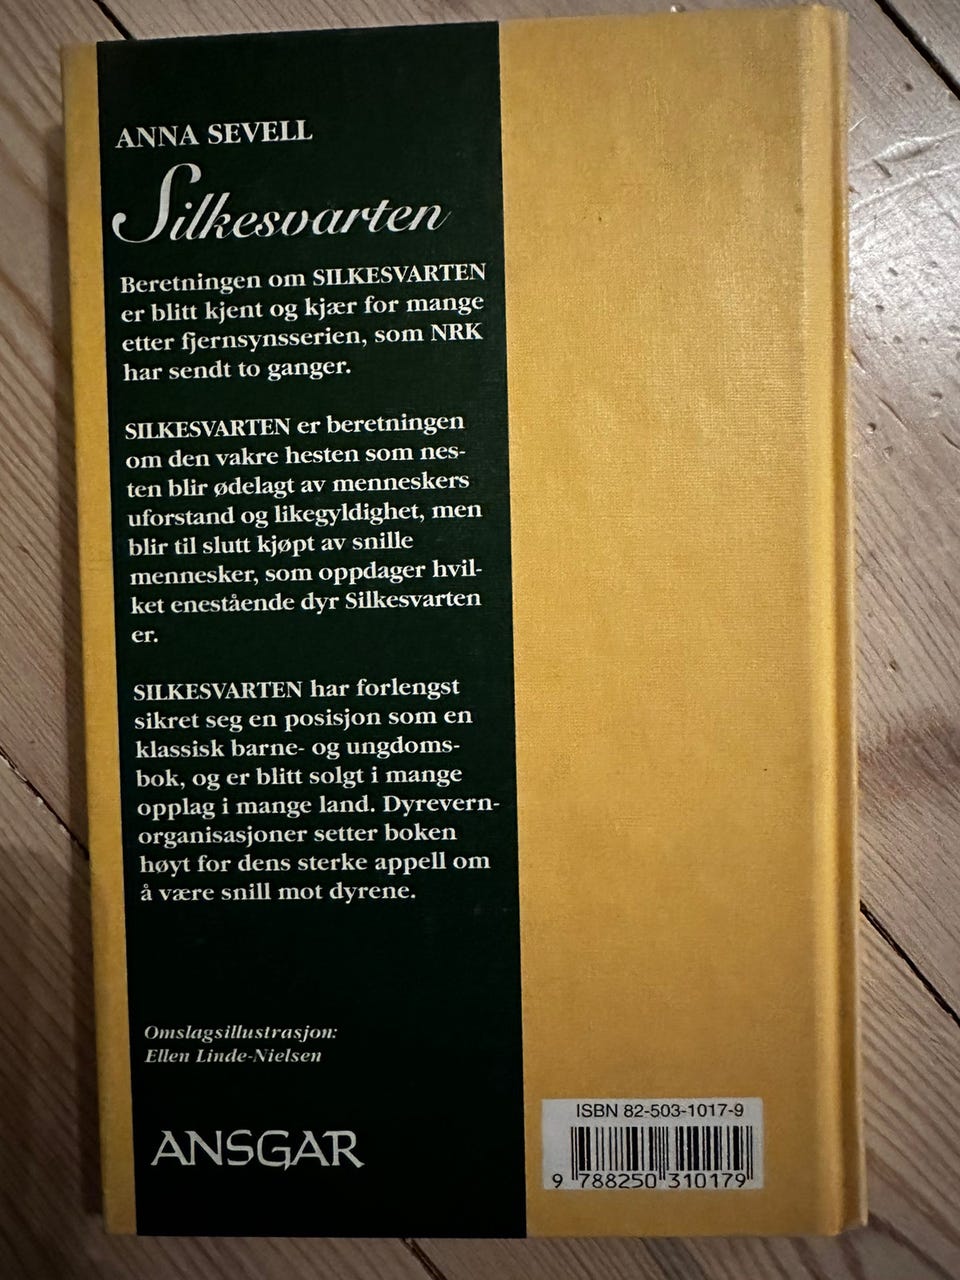 ANNA SEVELL
Silkesvarten
Beretningen om SILKESVARTEN
er blitt kjent og kjær for mange
etter fjernsynsserien, som NRK
har sendt to ganger.
SILKESVARTEN er beretningen
om den vakre hesten som nes-
ten blir ødelagt av menneskers
uforstand og likegyldighet, men
blir til slutt kjøpt av snille
mennesker, som oppdager hvil-
ket enestående dyr Silkesvarten
er.
SILKESVARTEN har forlengst
sikret seg en posisjon som en
klassisk barne- og ungdoms-
bok, og er blitt solgt i mange
opplag i mange land. Dyrevern-
organisasjoner setter boken
høyt for dens sterke appell om
å være snill mot dyrene.
Omslagsillustrasjon:
Ellen Linde-Nielsen
ANSGAR
ISBN 82-503-1017-9
9 788250 310179